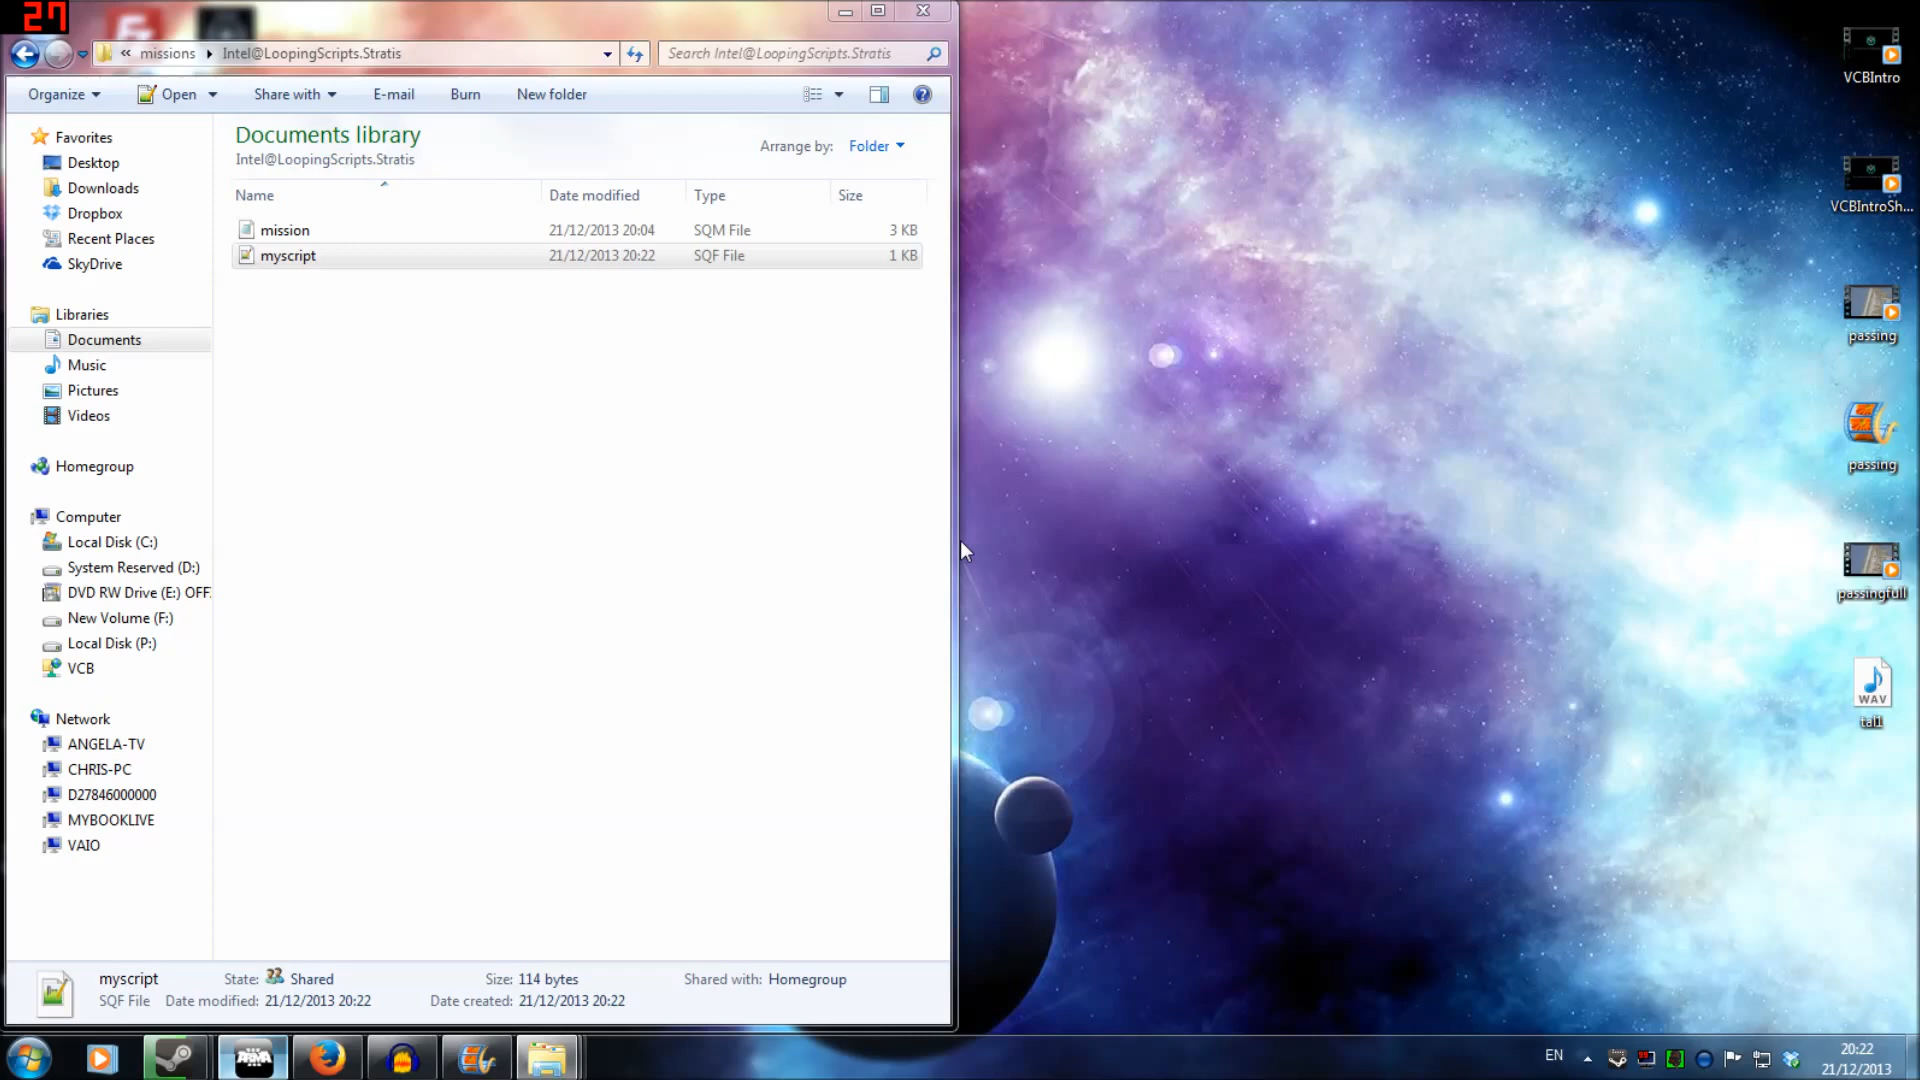 27
« missions Intel@LoopingScripts.Stratis
Search Intel@LoopingScripts.Stratis
Organize Open Share with E-mail Burn New folder
Documents library
Intel@LoopingScripts.Stratis
Arrange by: Folder
Name Date modified Type Size
mission 21/12/2013 20:04 SQM File 3 KB
myscript 21/12/2013 20:22 SQF File 1 KB
Favorites
Desktop
Downloads
Dropbox
Recent Places
SkyDrive
Libraries
Documents
Music
Pictures
Videos
Homegroup
Computer
Local Disk (C:)
System Reserved (D:)
DVD RW Drive (E:) OFF
New Volume (F:)
Local Disk (P:)
VCB
Network
ANGELA-TV
CHRIS-PC
D27846000000
MYBOOKLIVE
VAIO
myscript State: Shared Size: 114 bytes Shared with: Homegroup
SQF File Date modified: 21/12/2013 20:22 Date created: 21/12/2013 20:22
VCBIntro
VCBIntroSh...
passing
passing
passingfull
WAV
tail
ARMA
EN
20:22
21/12/2013